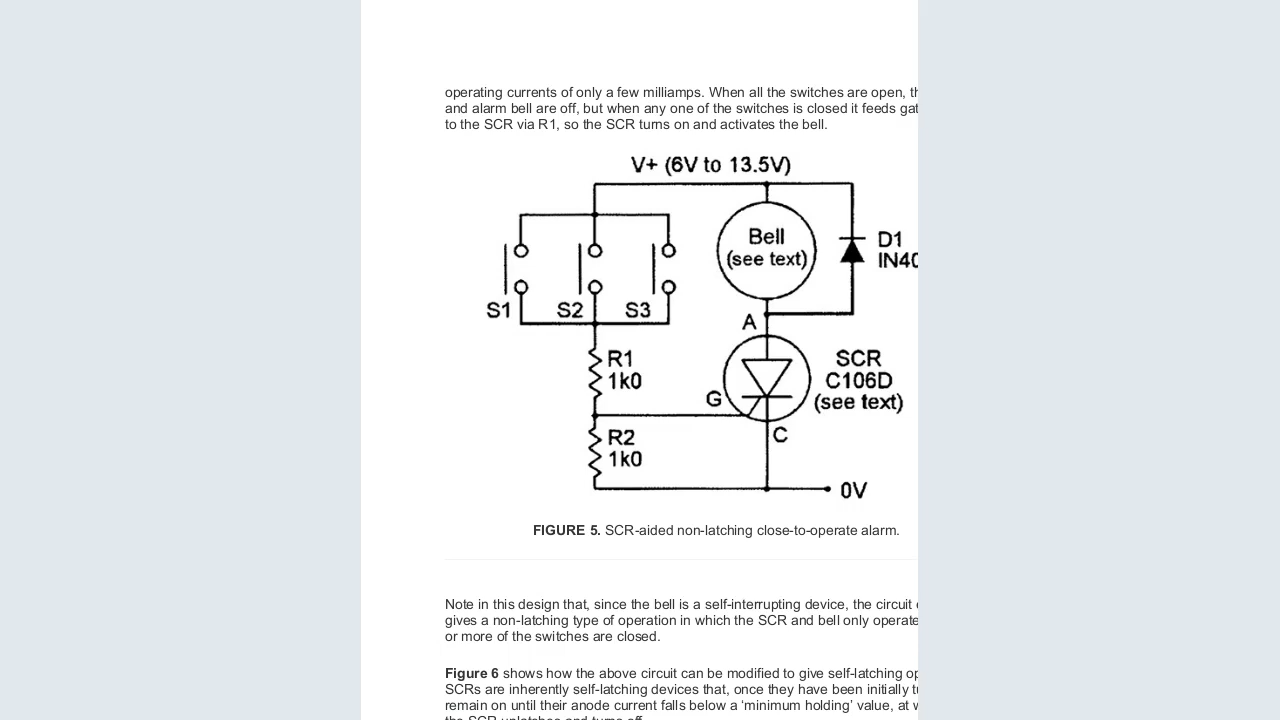 operating currents of only a few milliamps. When all the switches are open,
and alarm bell are off, but when any one of the switches is closed it feeds
to the SCR via R1, so the SCR turns on and activates the bell.
V+ (6V to 13.5V)
Bell
(see text)
D1
S1
S2
S3
A
R1
1k0
SCR
C106D
(see text)
G
C
R2
1k0
0V
FIGURE 5. SCR-aided non-latching close-to-operate alarm.
Note in this design that, since the bell is a self-interrupting device, the circuit
gives a non-latching type of operation in which the SCR and bell only operate
or more of the switches are closed.
Figure 6 shows how the above circuit can be modified to give self-latching
SCRs are inherently self-latching devices that, once they have been initially
remain on until their anode current falls below a ‘minimum holding’ value, at
the SCR unlatches and turns off.